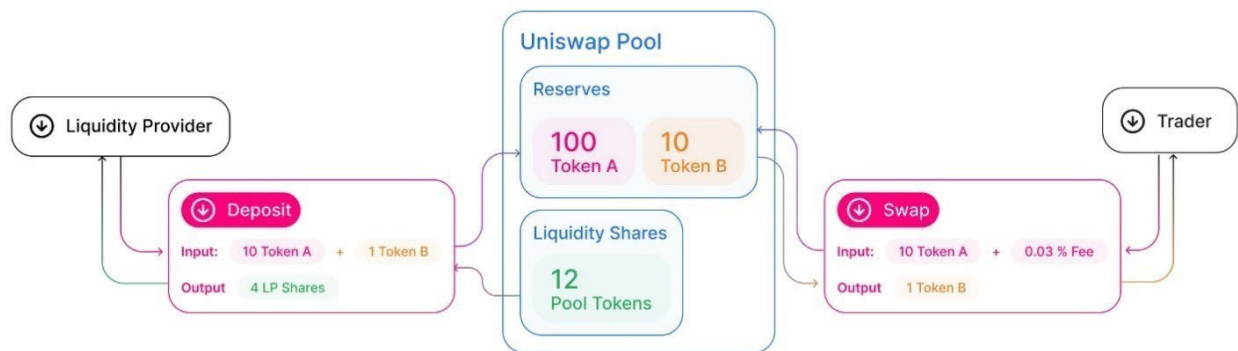 Uniswap Pool
Reserves
100
Token A
10
Token B
Liquidity Shares
12
Pool Tokens
Liquidity Provider
Deposit
Input: 10 Token A + 1 Token B
Output 4 LP Shares
Trader
Swap
Input: 10 Token A + 0.03 % Fee
Output 1 Token B